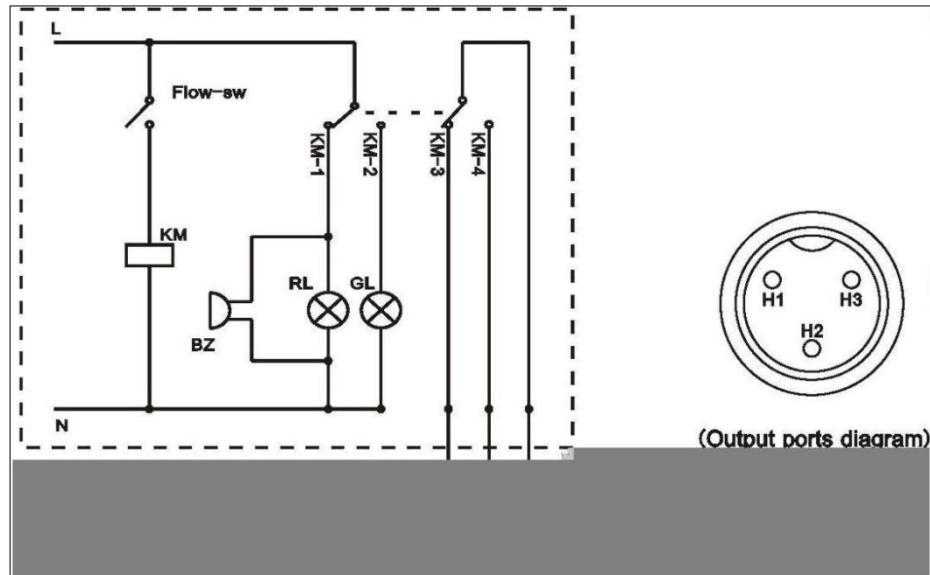 L
Flow-sw
KM-1
KM-2
KM-3
KM-4
KM
RL
GL
BZ
H1
H3
H2
N
(Output ports diagram)